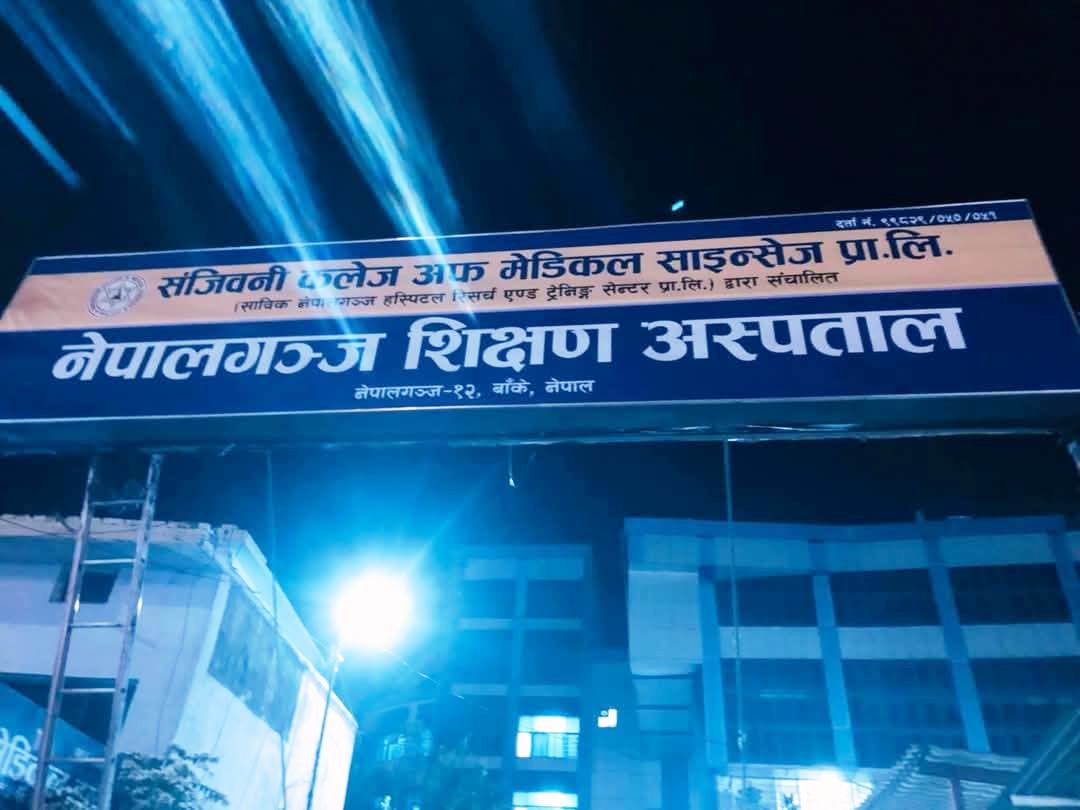 दर्ता नं. ११८२९/०५०/०५१
संजिवनी कलेज अफ मेडिकल साइन्सेज प्रा.लि.
(साविक नेपालगञ्ज हस्पिटल रिसर्च एण्ड ट्रेनिङ्ग सेन्टर प्रा.लि.) द्वारा संचालित
नेपालगञ्ज शिक्षण अस्पताल
नेपालगञ्ज-१२, बाँके, नेपाल